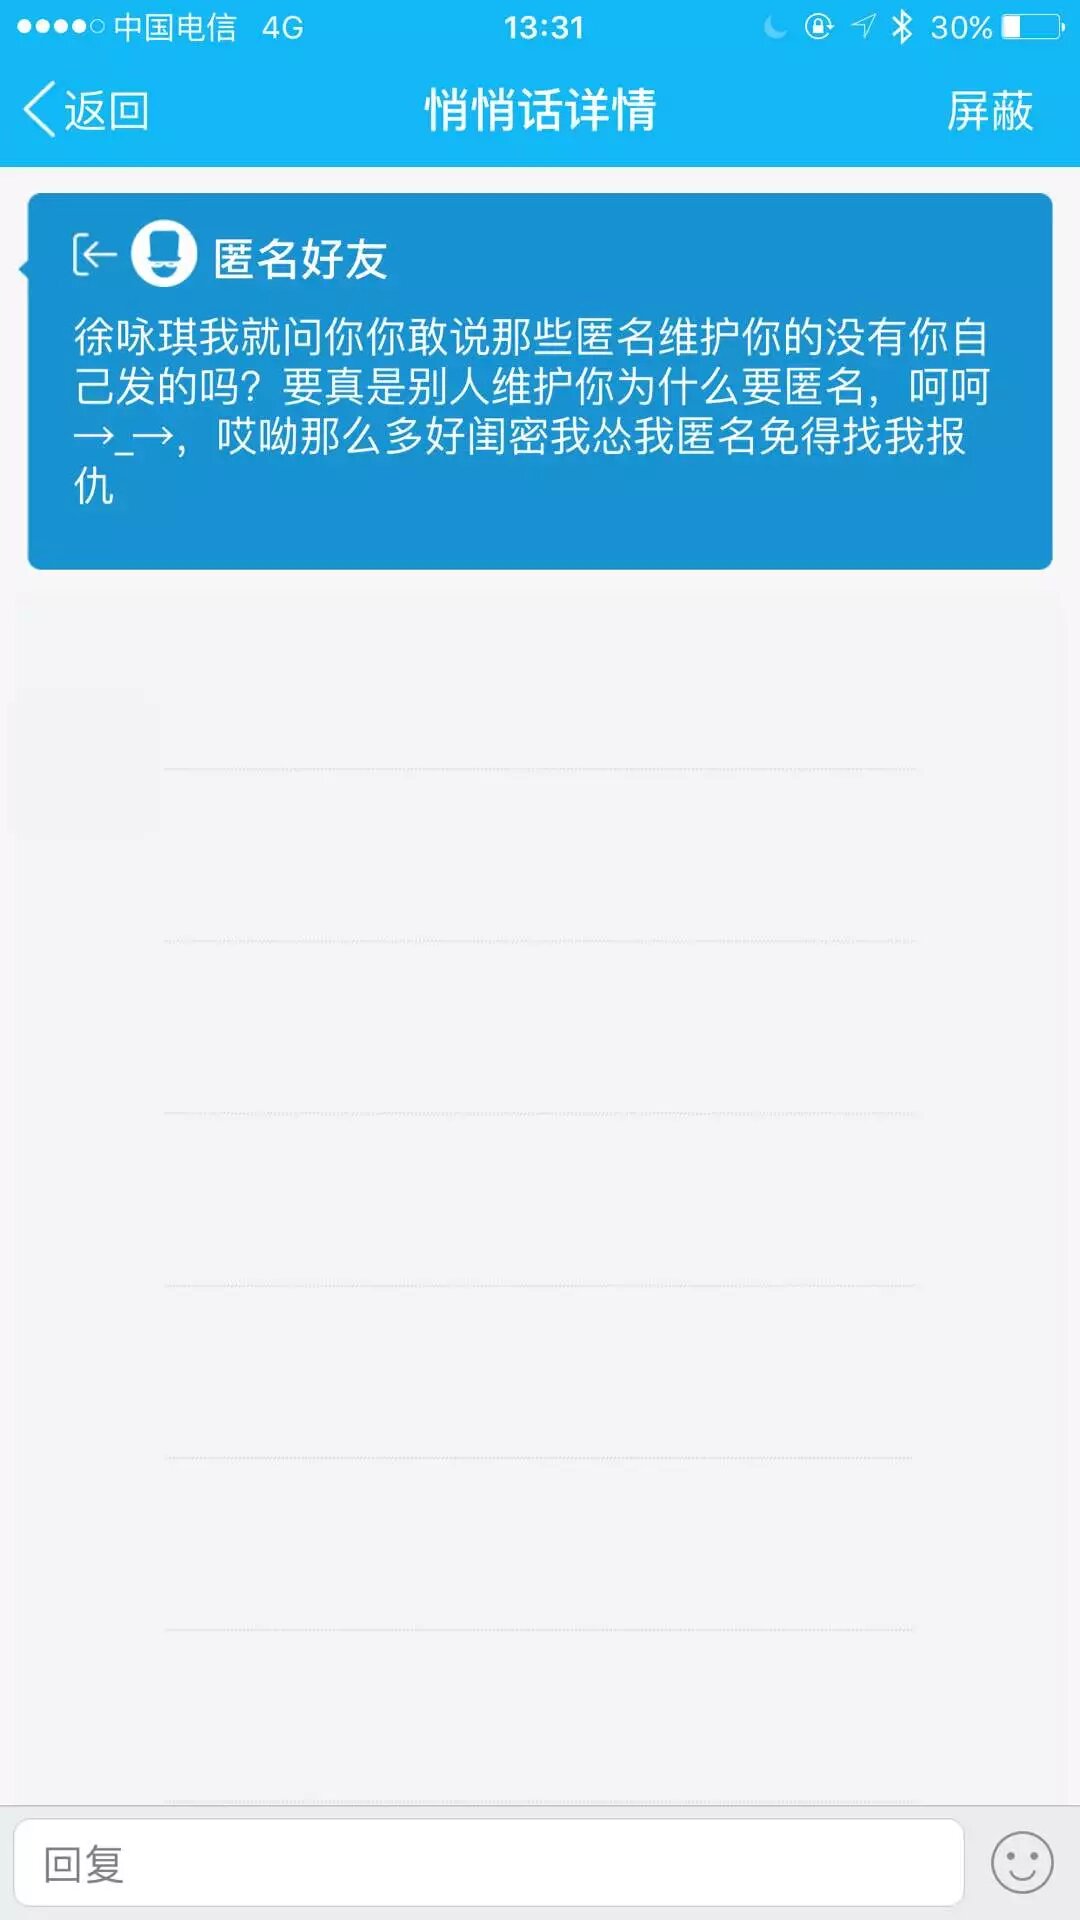 中国电信 4G 13:31 30%
返回 悄悄话详情 屏蔽
匿名好友
徐咏琪我就问你你敢说那些匿名维护你的没有你自
己发的吗？要真是别人维护你为什么要匿名，呵呵
→_→，哎呦那么多好闺密我怂我匿名免得找我报
仇
回复